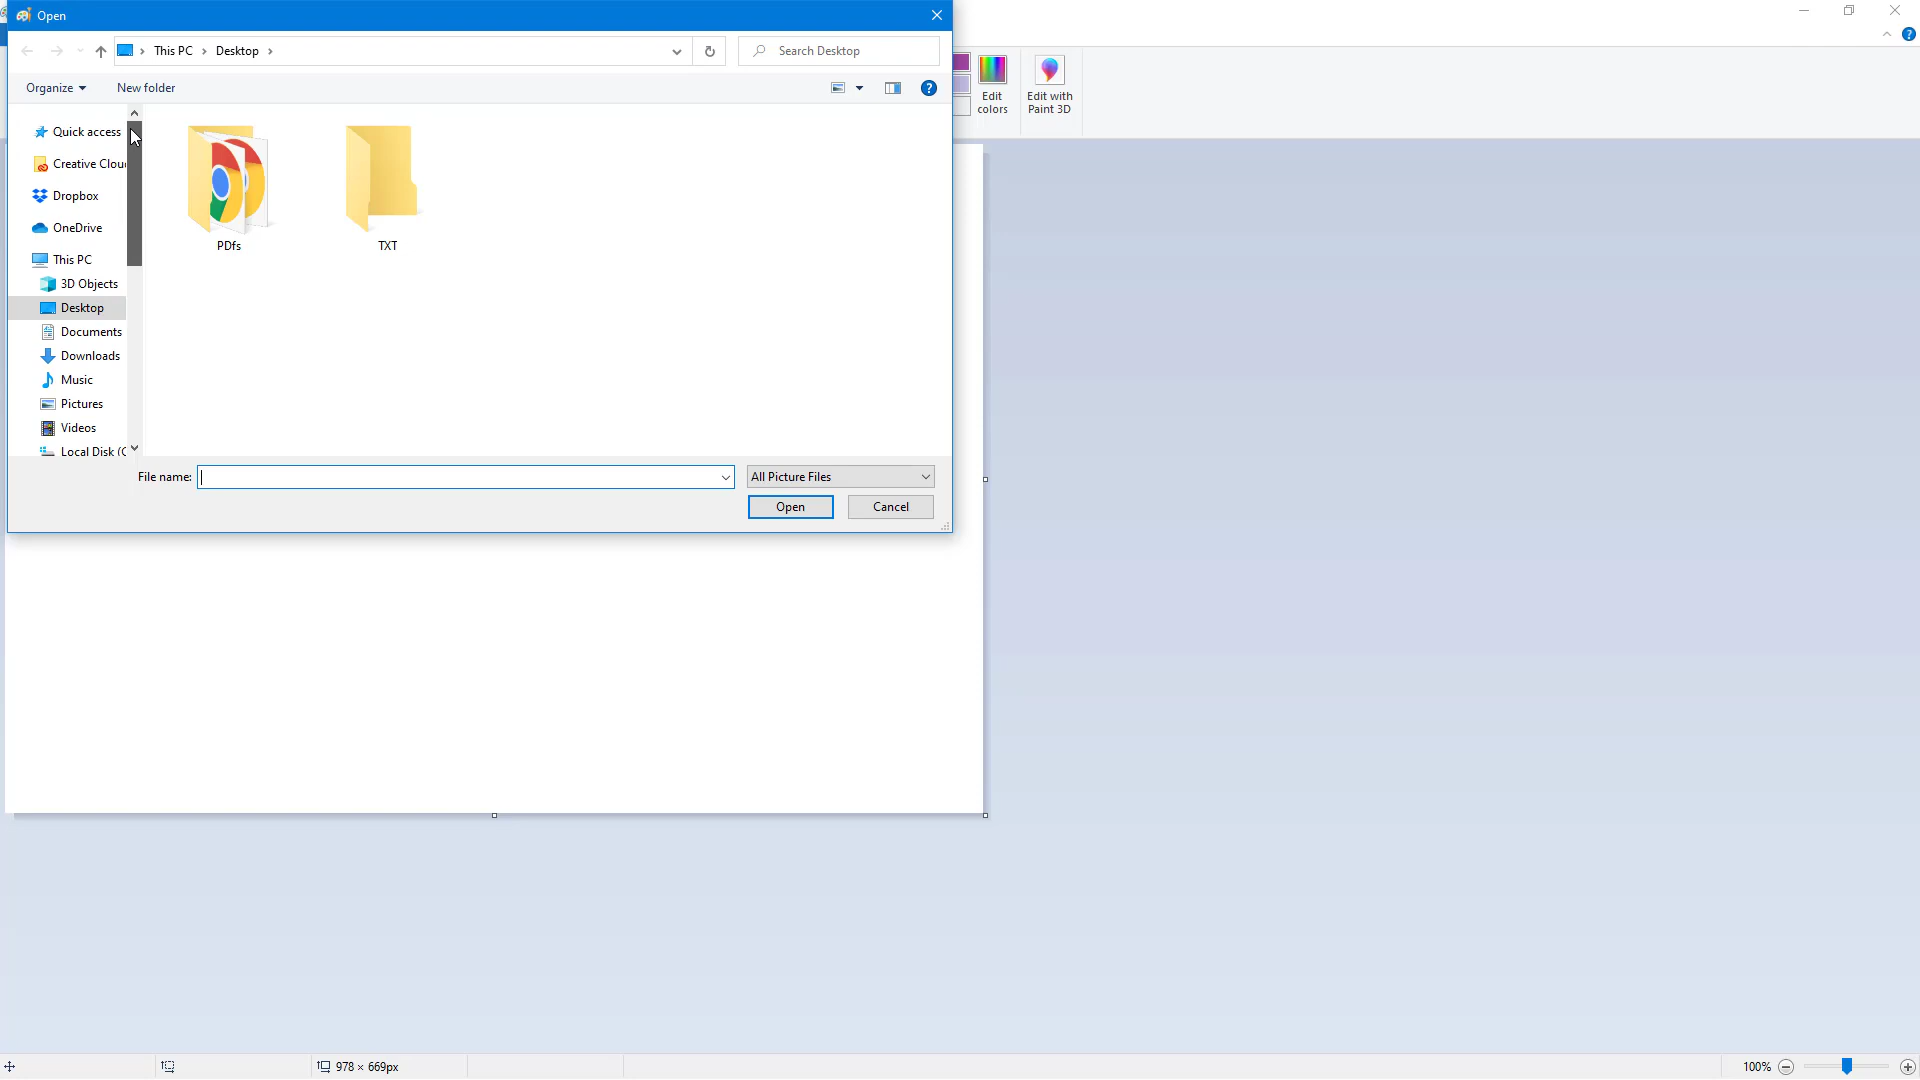 Open
This PC
Desktop
Search Desktop
Organize
New folder
Edit
colors
Edit with
Paint 3D
Quick access
Creative Clou
Dropbox
OneDrive
This PC
3D Objects
Desktop
Documents
Downloads
Music
Pictures
Videos
Local Disk (C
PDfs
TXT
File name:
All Picture Files
Open
Cancel
978 × 669px
100%